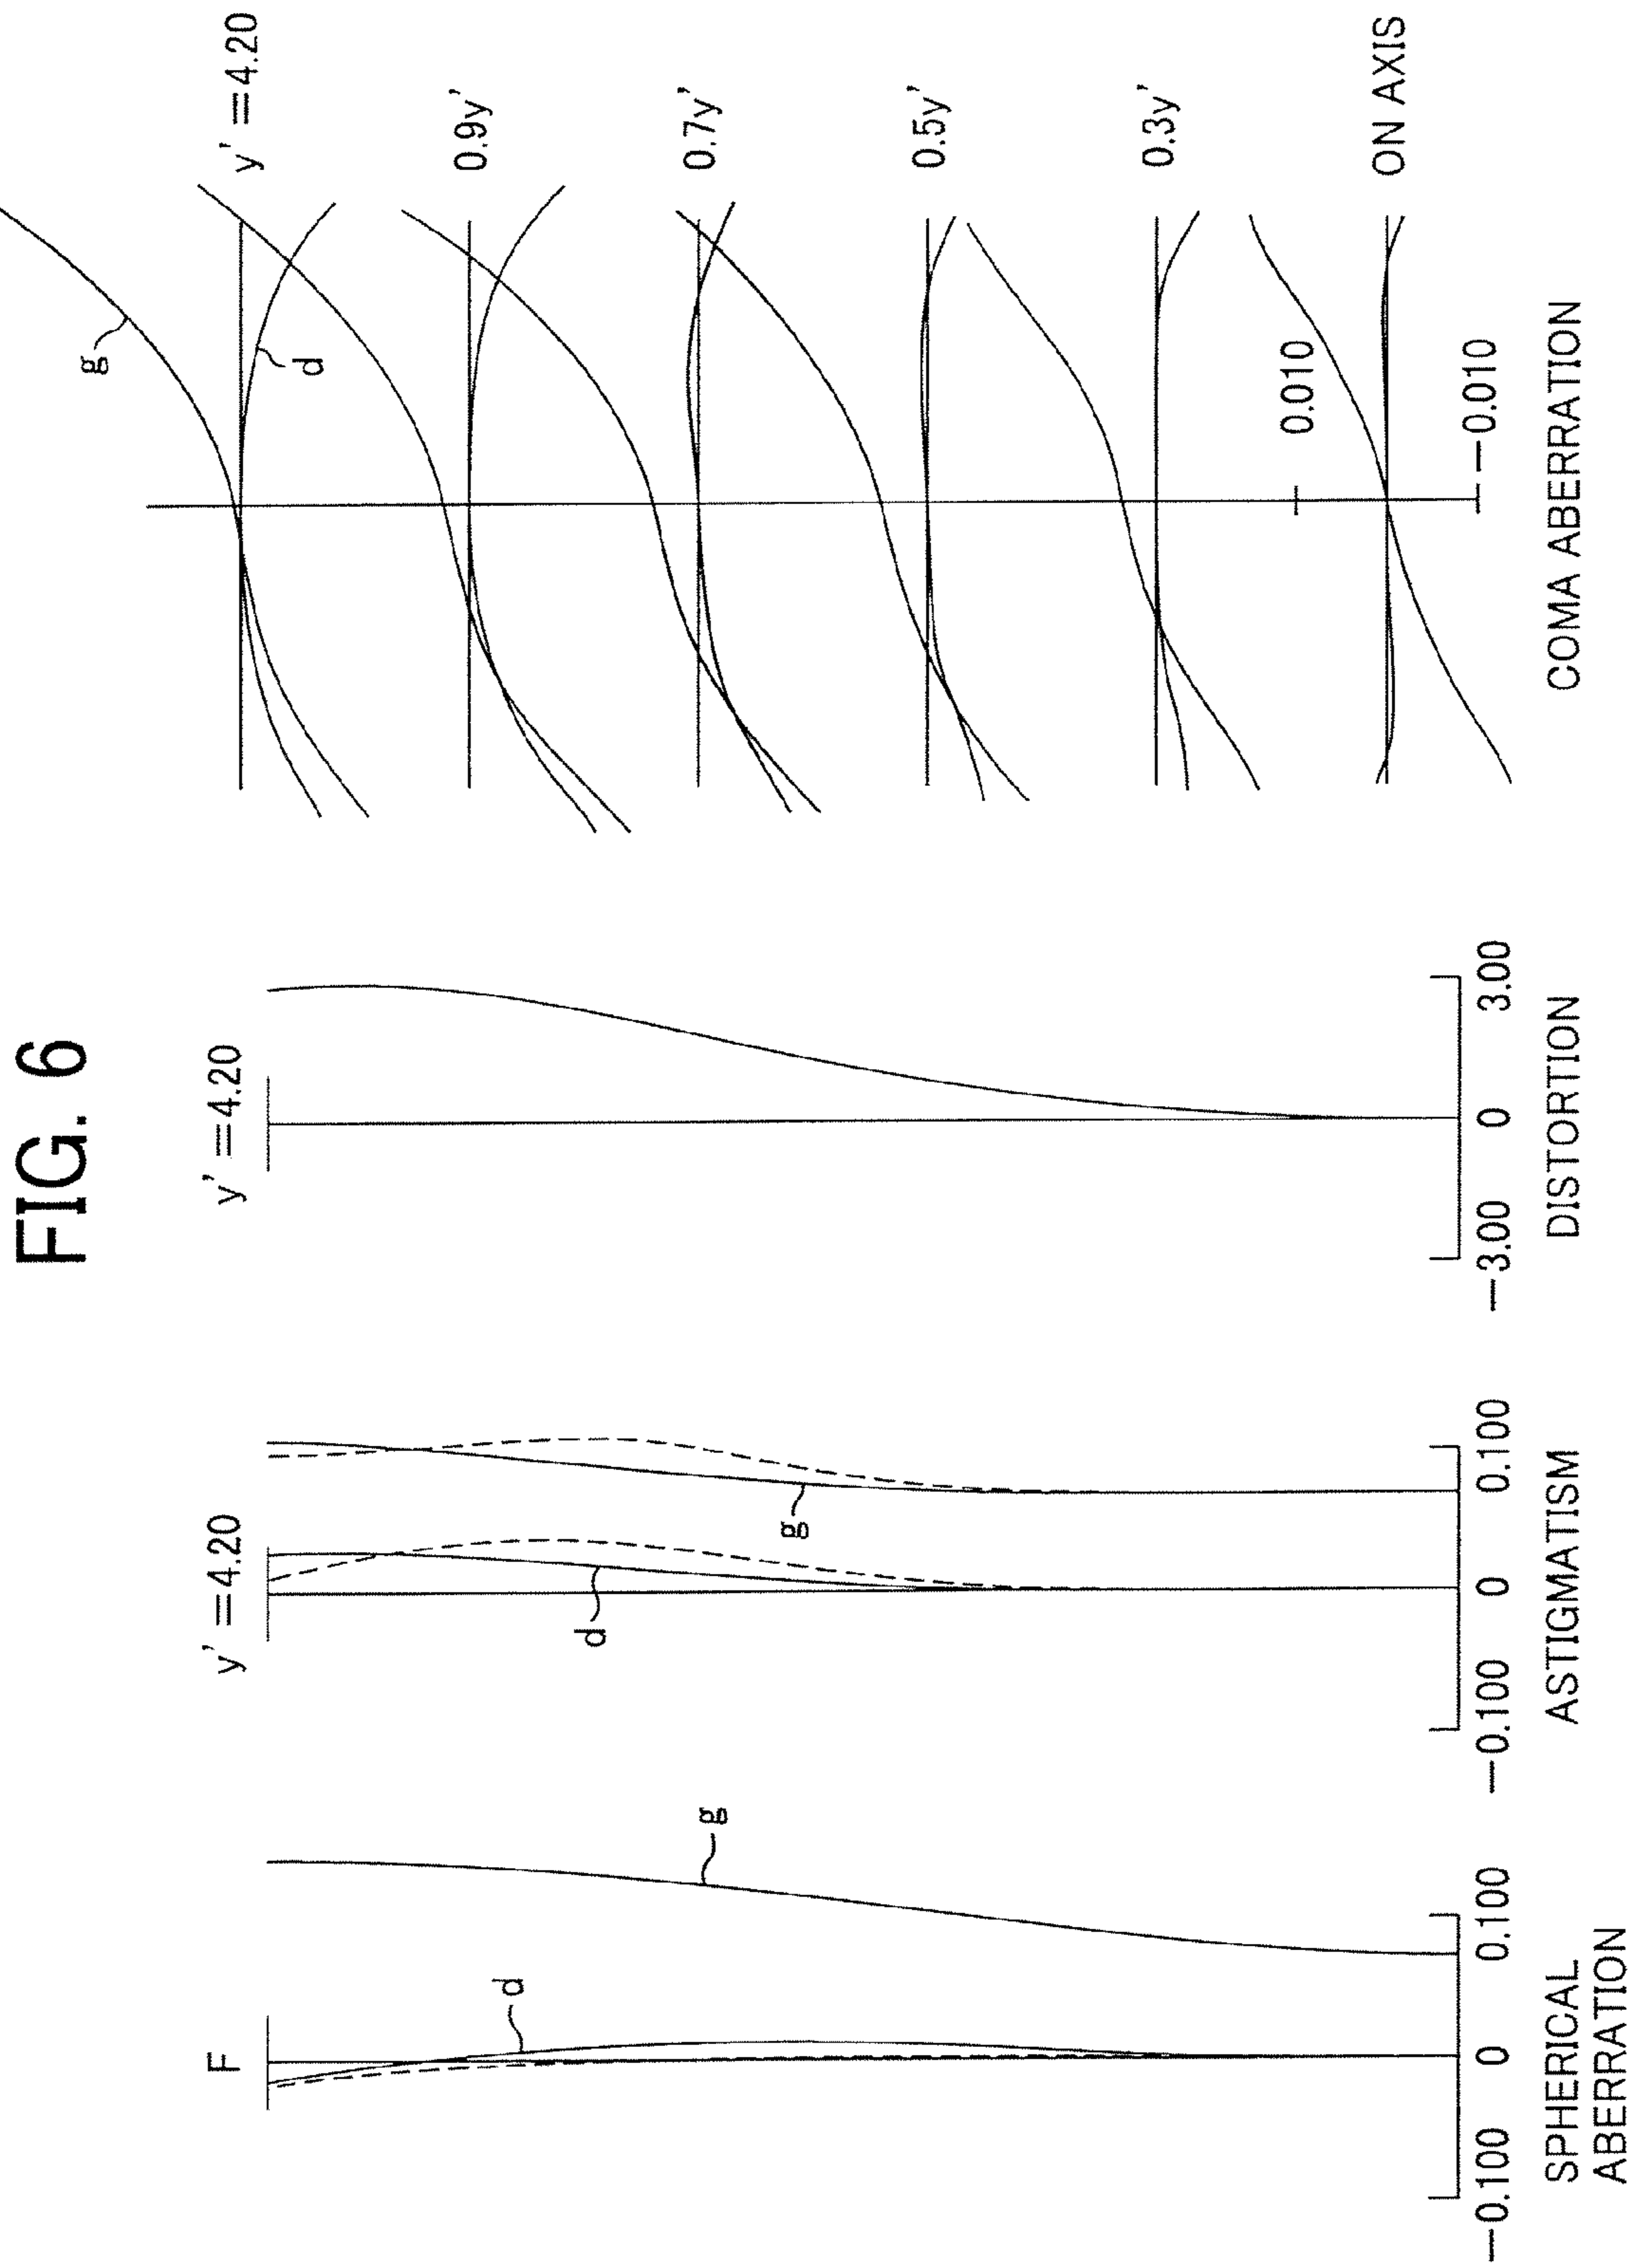 FIG. 6
SPHERICAL
ABERRATION
F
d
g
—0.100
0
0.100
ASTIGMATISM
y' =4.20
d
g
—0.100
0
0.100
DISTORTION
y' =4.20
—3.00
0
3.00
COMA ABERRATION
g
d
y' =4.20
0.9y'
0.7y'
0.5y'
0.3y'
0.010
ON AXIS
—0.010